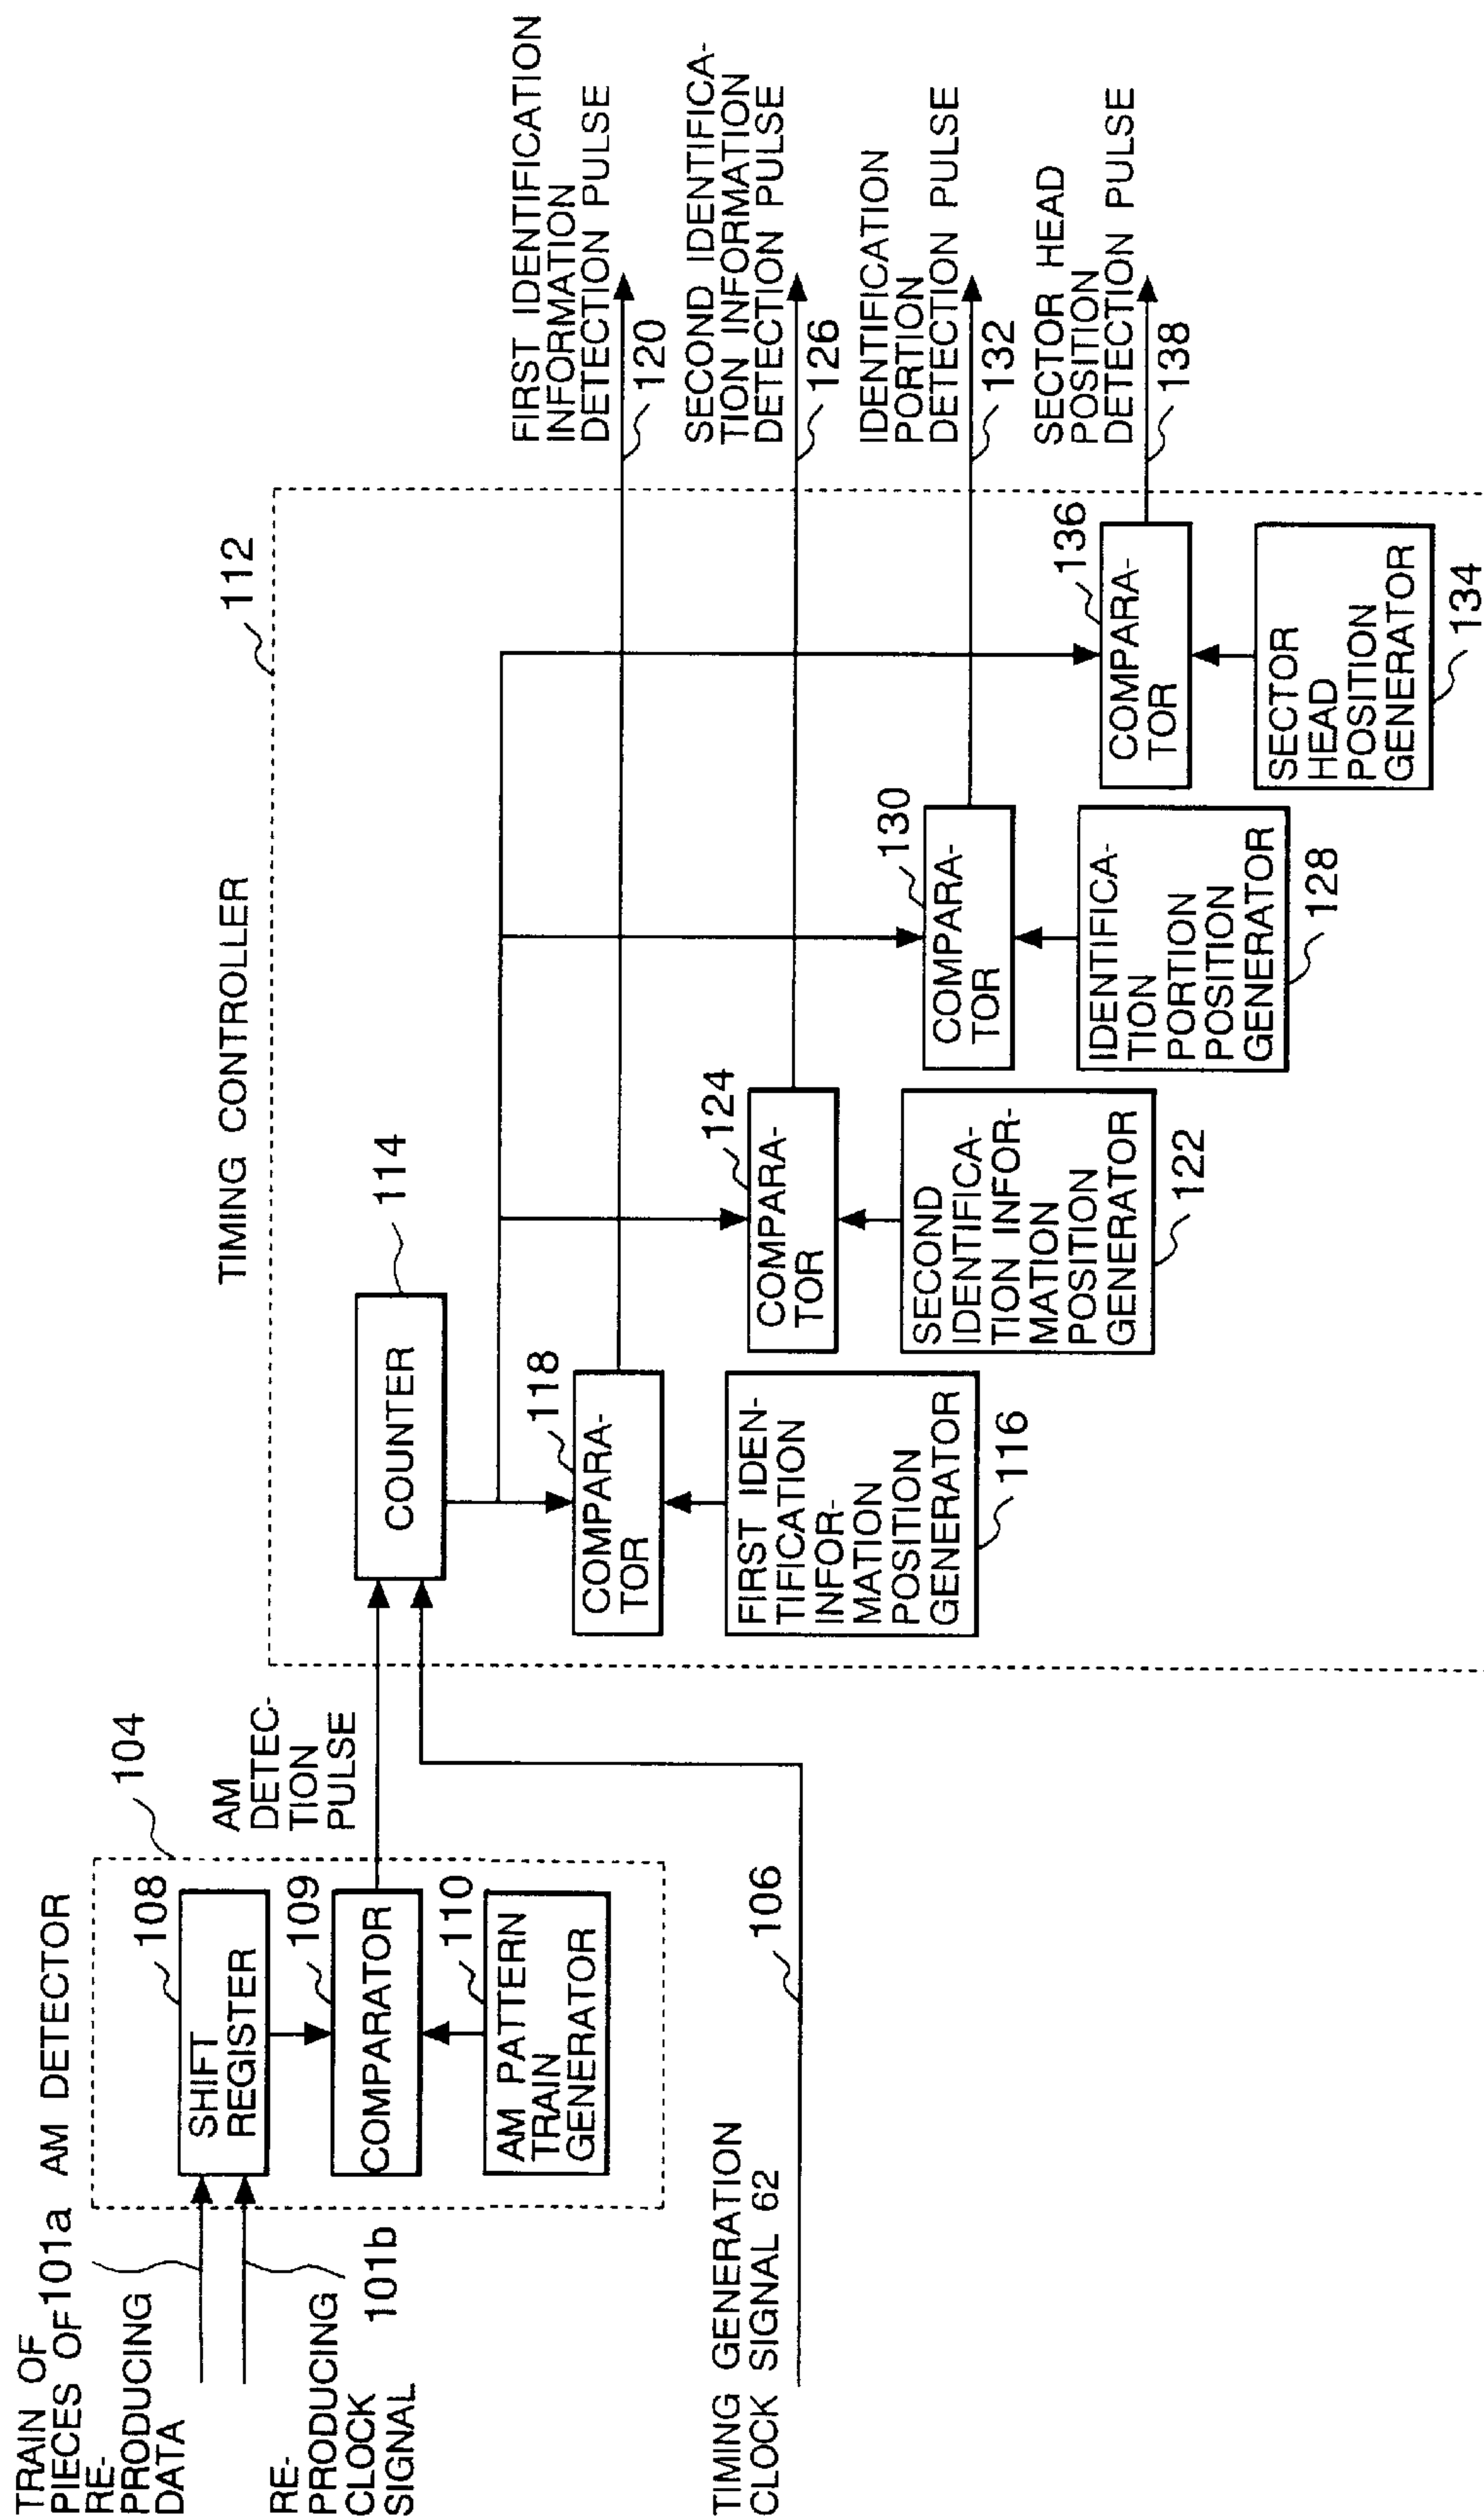 TRAIN OF
PIECES OF
RE-
PRODUCING
DATA
101a
RE-
PRODUCING
CLOCK
SIGNAL
101b
AM DETECTOR
104
SHIFT
REGISTER
108
COMPARATOR
109
AM PATTERN
TRAIN
GENERATOR
110
AM
DETEC-
TION
PULSE
TIMING GENERATION
CLOCK SIGNAL 62
106
TIMING CONTROLLER
112
COUNTER
114
COMPARA-
TOR
118
FIRST IDEN-
TIFICATION
INFOR-
MATION
POSITION
GENERATOR
116
COMPARA-
TOR
124
SECOND
IDENTIFICA-
TION INFOR-
MATION
POSITION
GENERATOR
122
COMPARA-
TOR
130
IDENTIFICA-
TION
PORTION
POSITION
GENERATOR
128
COMPARA-
TOR
136
SECTOR
HEAD
POSITION
GENERATOR
134
FIRST IDENTIFICATION
INFORMATION
DETECTION PULSE
120
SECOND IDENTIFICA-
TION INFORMATION
DETECTION PULSE
126
IDENTIFICATION
PORTION
DETECTION PULSE
132
SECTOR HEAD
POSITION
DETECTION PULSE
138